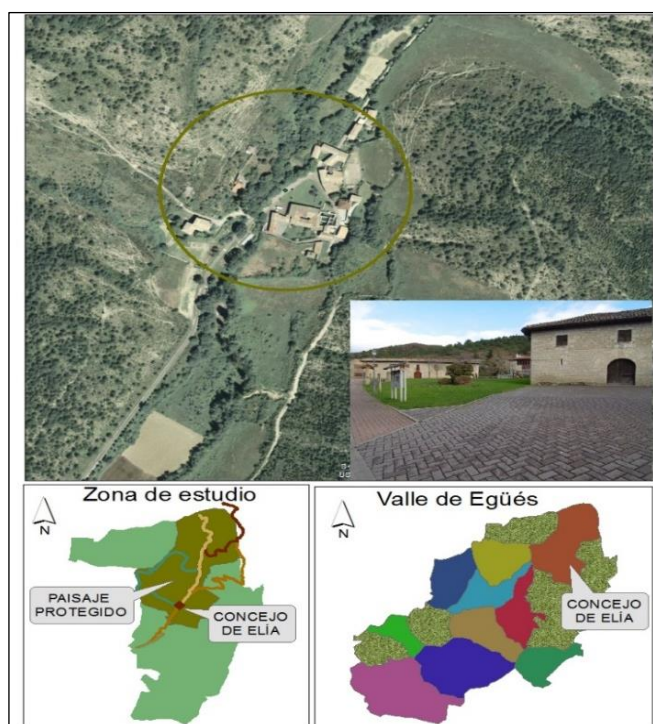 Zona de estudio
N
PAISAJE
PROTEGIDO
CONCEJO
DE ELÍA
Valle de Egüés
N
CONCEJO
DE ELÍA